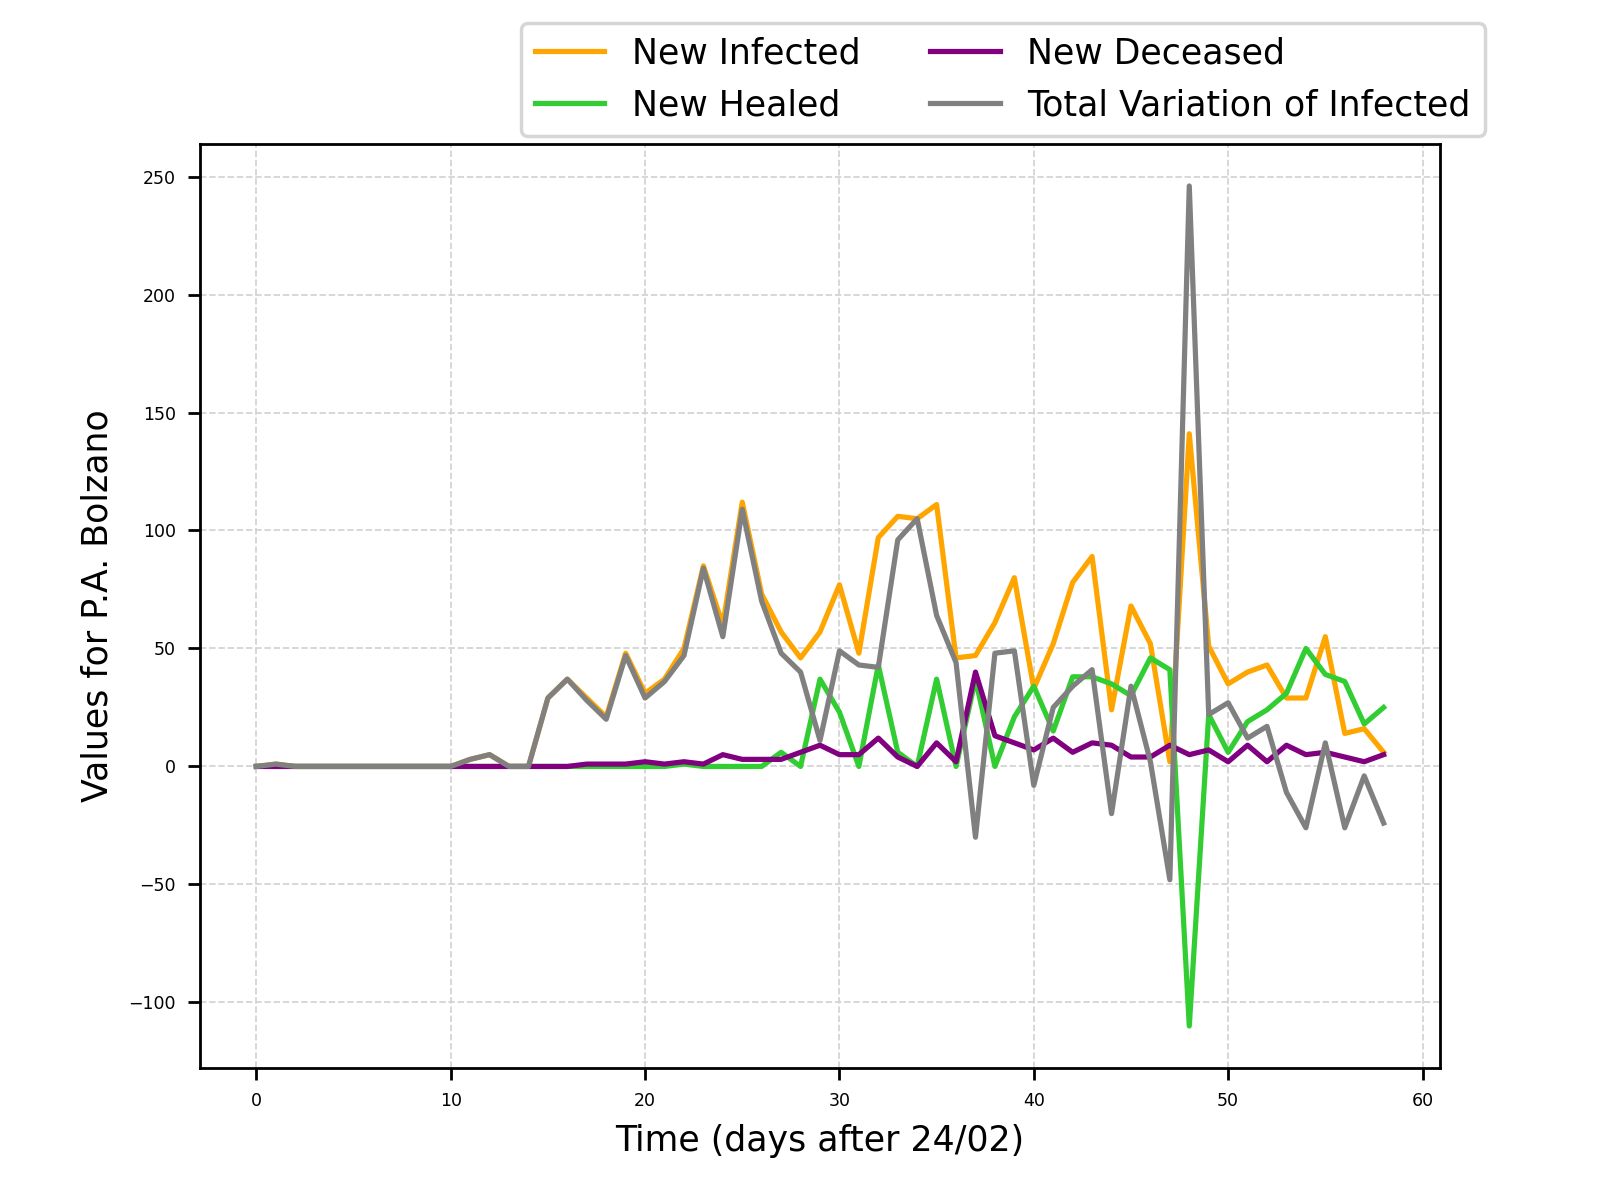 New Infected
New Healed
New Deceased
Total Variation of Infected
250
200
150
100
50
0
−50
−100
Values for P.A. Bolzano
0 10 20 30 40 50 60
Time (days after 24/02)